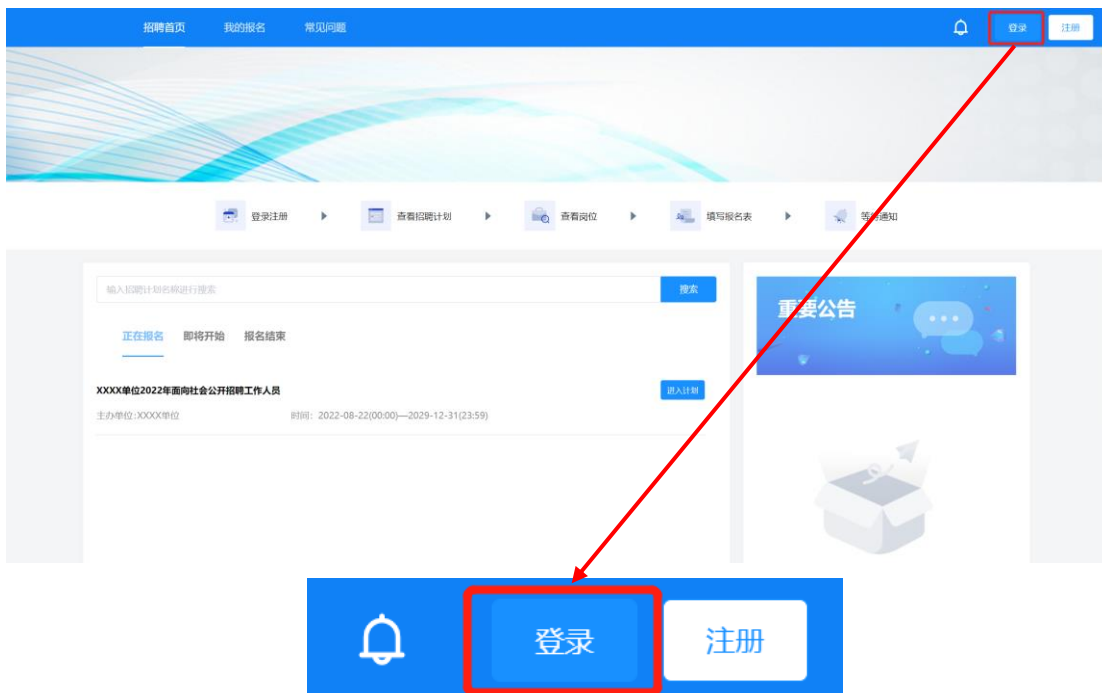 招聘首页 我的报名 常见问题 登录 注册
登录注册 查看招聘计划 查看岗位 填写报名表 等待通知
输入招聘计划名称进行搜索 搜索
重要公告
正在报名 即将开始 报名结束
XXXX单位2022年面向社会公开招聘工作人员 进入计划
主办单位:XXXX单位 时间: 2022-08-22(00:00)—2029-12-31(23:59)
登录 注册